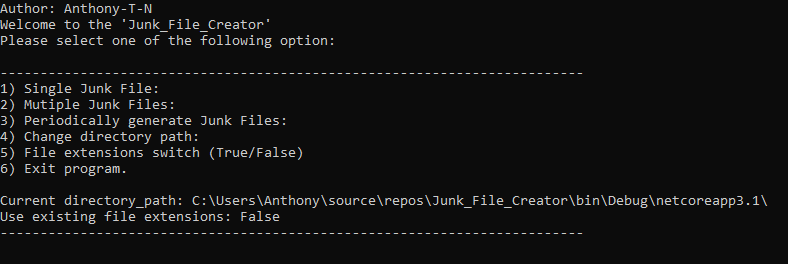 Author: Anthony-T-N
Welcome to the 'Junk_File_Creator'
Please select one of the following option:
-------------------------------------------------------------------------
1) Single Junk File:
2) Mutiple Junk Files:
3) Periodically generate Junk Files:
4) Change directory path:
5) File extensions switch (True/False)
6) Exit program.
Current directory_path: C:\Users\Anthony\source\repos\Junk_File_Creator\bin\Debug\netcoreapp3.1\
Use existing file extensions: False
-------------------------------------------------------------------------